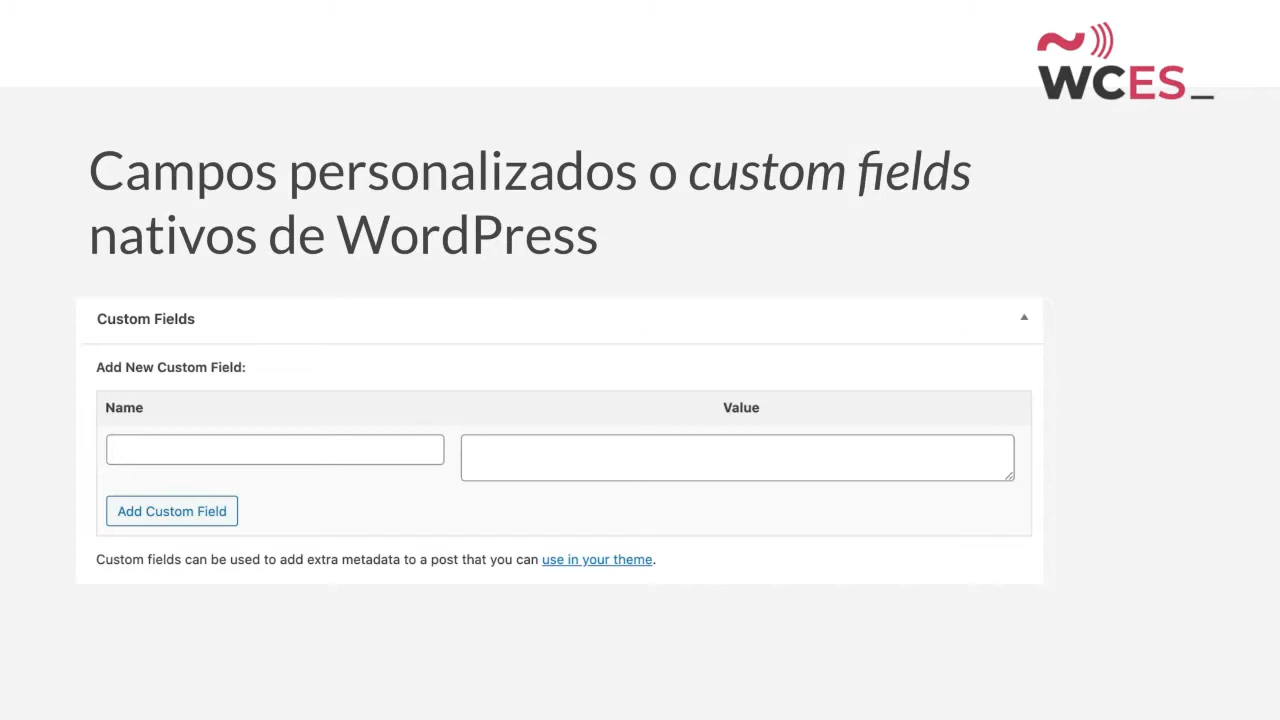 WCES_
Campos personalizados o custom fields
nativos de WordPress
Custom Fields
Add New Custom Field:
Name Value
Add Custom Field
Custom fields can be used to add extra metadata to a post that you can use in your theme.